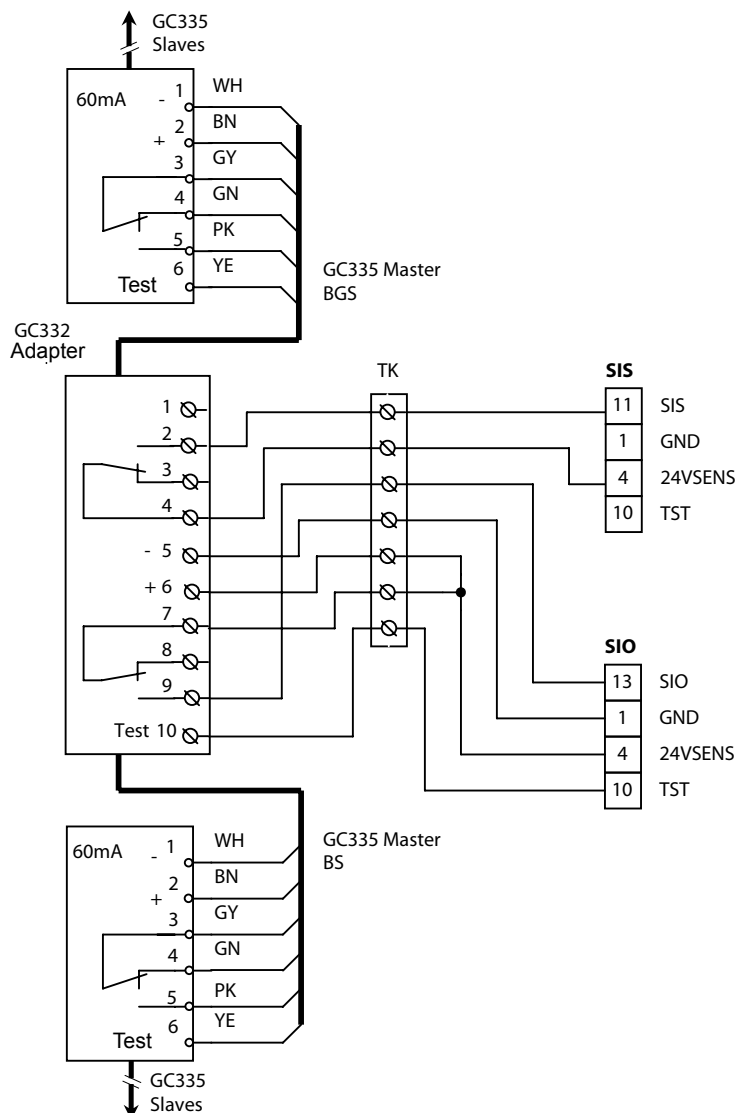 GC335
Slaves
60mA
- 1 WH
+ 2 BN
3 GY
4 GN
5 PK
Test 6 YE
GC335 Master
BGS
GC332
Adapter
TK
SIS
1
2
3
4
- 5
+ 6
7
8
9
Test 10
11 SIS
1 GND
4 24VSENS
10 TST
SIO
13 SIO
1 GND
4 24VSENS
10 TST
60mA
- 1 WH
+ 2 BN
3 GY
4 GN
5 PK
Test 6 YE
GC335 Master
BS
GC335
Slaves